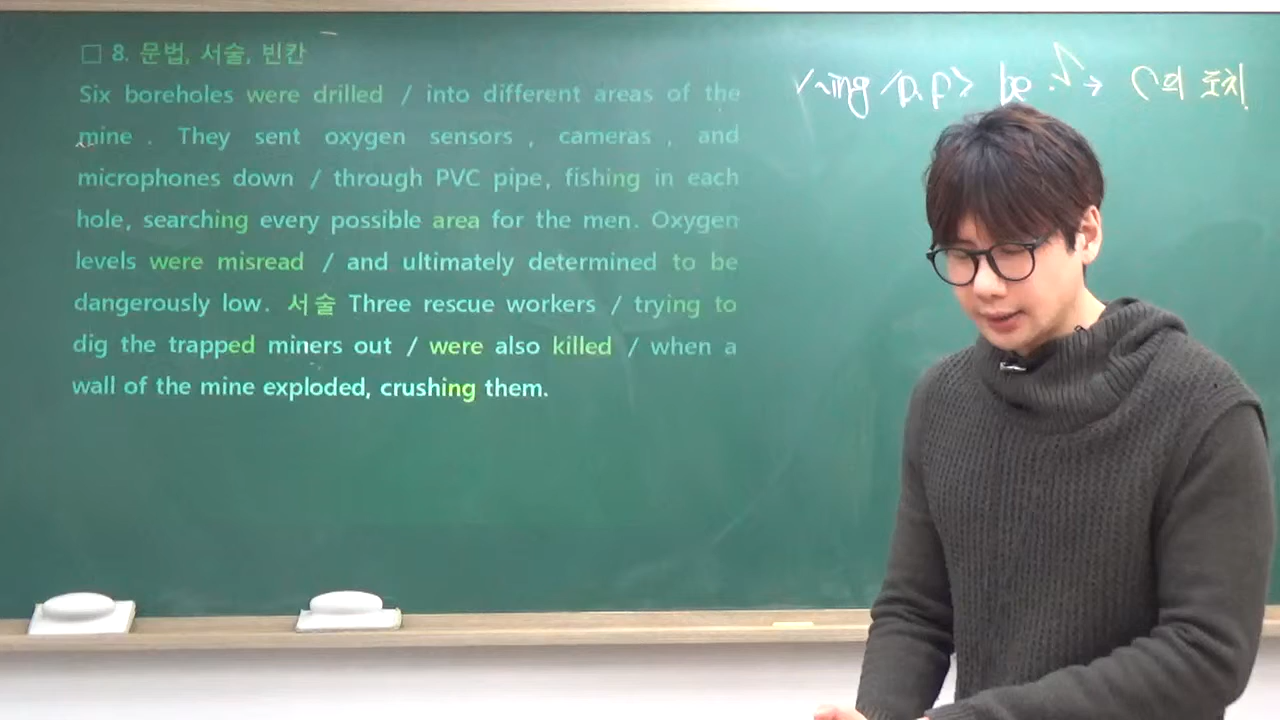 □ 8. 문법, 서술, 빈칸
Six boreholes were drilled / into different areas of the
mine . They sent oxygen sensors , cameras , and
microphones down / through PVC pipe, fishing in each
hole, searching every possible area for the men. Oxygen
levels were misread / and ultimately determined to be
dangerously low. 서술 Three rescue workers / trying to
dig the trapped miners out / were also killed / when a
wall of the mine exploded, crushing them.
~ing / p.p > be → C의 도치